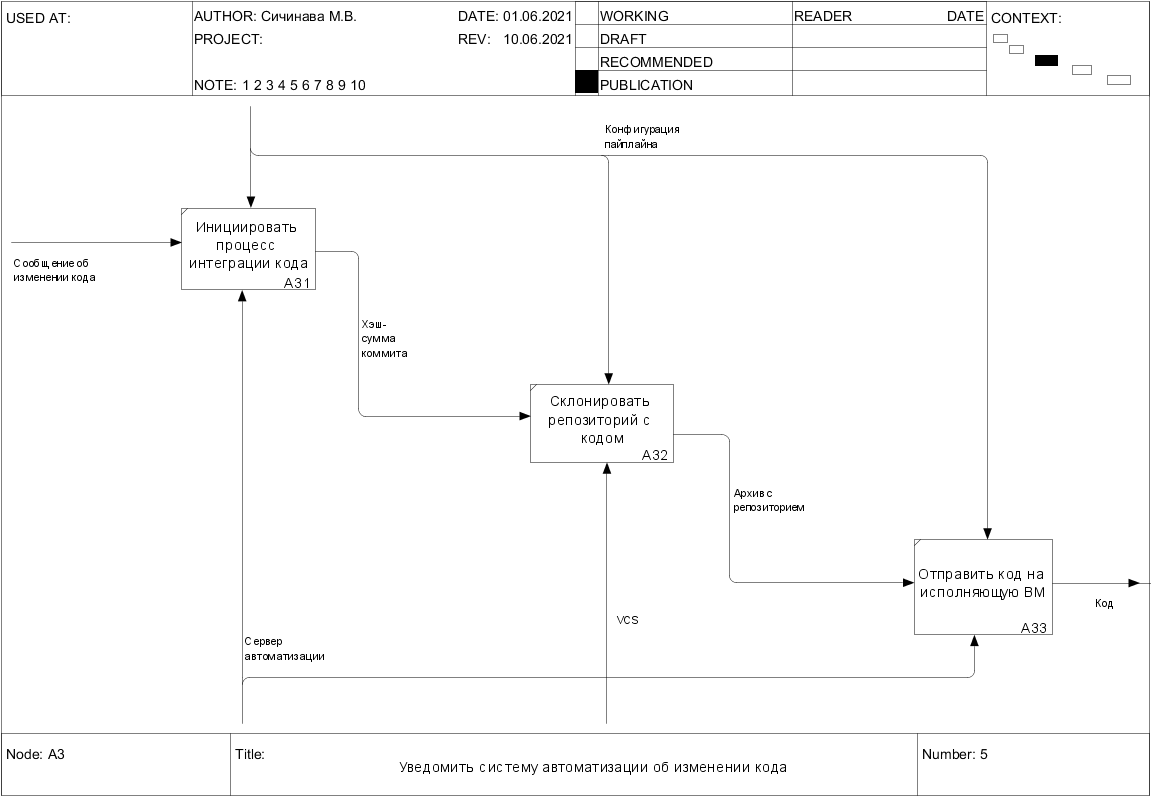 USED AT:
AUTHOR: Сичинава М.В.
DATE: 01.06.2021
WORKING
READER
DATE
CONTEXT:
PROJECT:
REV: 10.06.2021
DRAFT
RECOMMENDED
NOTE: 1 2 3 4 5 6 7 8 9 10
PUBLICATION
Конфигурация
пайплайна
Инициировать
процесс
интеграции кода
A31
Сообщение об
изменении кода
Хэш-
сумма
коммита
Склонировать
репозиторий с
кодом
A32
Архив с
репозиторием
Отправить код на
исполняющую ВМ
A33
Код
VCS
Сервер
автоматизации
Node: A3
Title:
Уведомить систему автоматизации об изменении кода
Number: 5